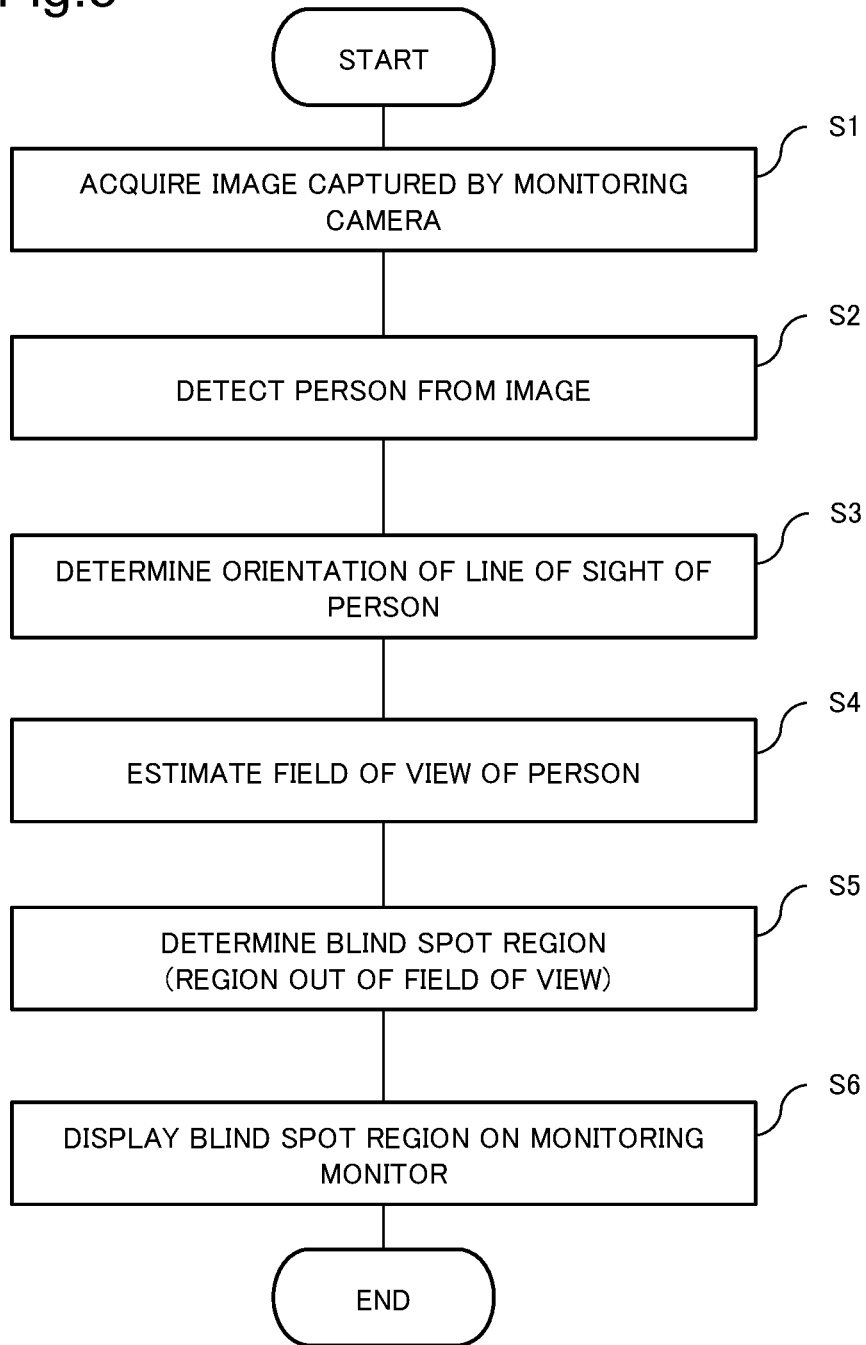 START
S1
ACQUIRE IMAGE CAPTURED BY MONITORING
CAMERA
S2
DETECT PERSON FROM IMAGE
S3
DETERMINE ORIENTATION OF LINE OF SIGHT OF
PERSON
S4
ESTIMATE FIELD OF VIEW OF PERSON
S5
DETERMINE BLIND SPOT REGION
(REGION OUT OF FIELD OF VIEW)
S6
DISPLAY BLIND SPOT REGION ON MONITORING
MONITOR
END